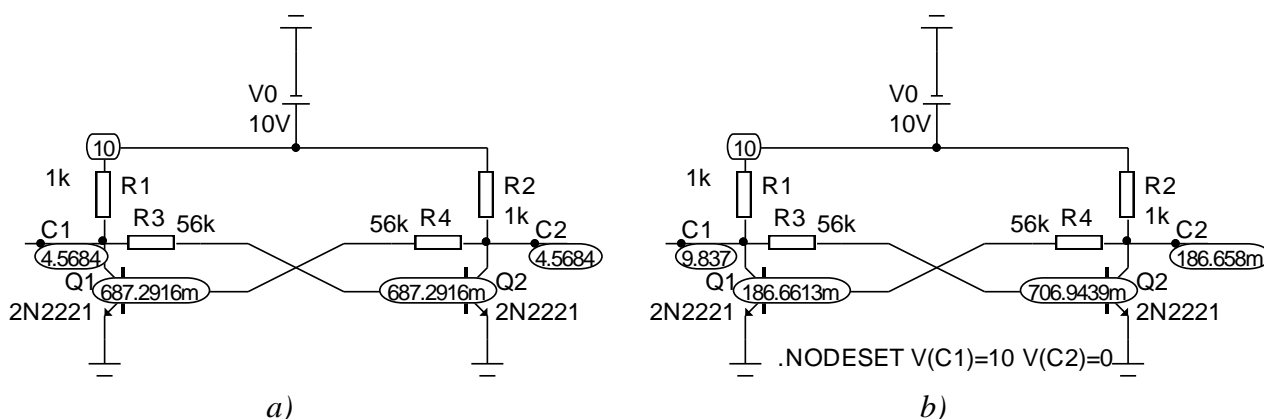 V0
10V
10
1k
R1
R2
1k
R3
56k
56k
R4
C1
4.5684
C2
4.5684
Q1
687.2916m
687.2916m
Q2
2N2221
2N2221
a)
V0
10V
10
1k
R1
R2
1k
R3
56k
56k
R4
C1
9.837
C2
186.658m
Q1
186.6613m
706.9439m
Q2
2N2221
2N2221
.NODESET V(C1)=10 V(C2)=0
b)